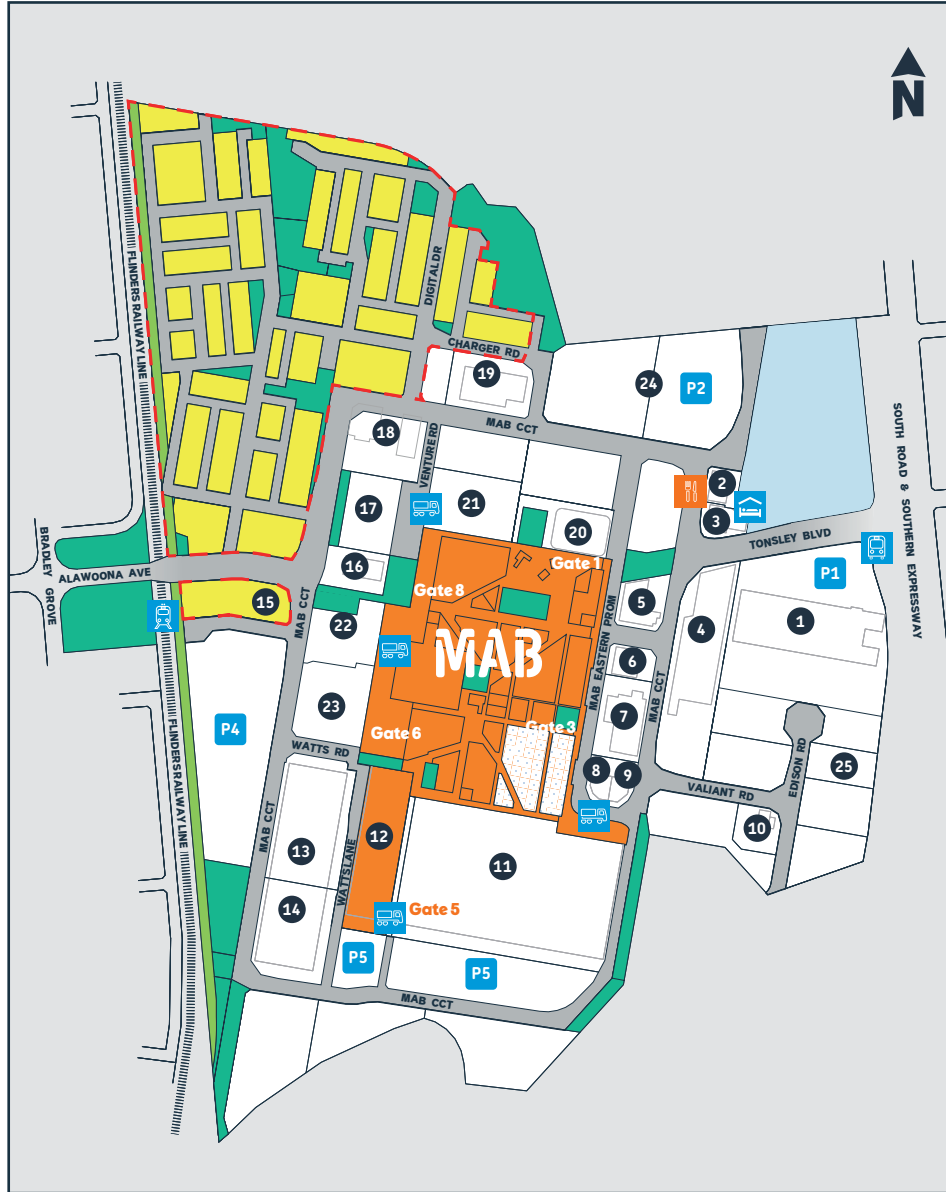 N
FLINDERS RAILWAY LINE
DIGITAL DR
CHARGER RD
19
24
P2
MAB CCT
18
VENTURE RD
SOUTH ROAD & SOUTHERN EXPRESSWAY
2
17
21
3
20
TONSLEY BLVD
BRADLEY GROVE
ALAWOONA AVE
16
Gate 1
P1
Gate 8
15
MAB CCT
22
5
4
1
MAB
MAB EASTERN PROM
6
MAB CCT
23
P4
Gate 6
Gate 3
7
FLINDERS RAILWAY LINE
WATTS RD
8
9
EDISON RD
25
VALIANT RD
MAB CCT
12
10
13
WATTSLANE
11
14
Gate 5
P5
P5
MAB CCT